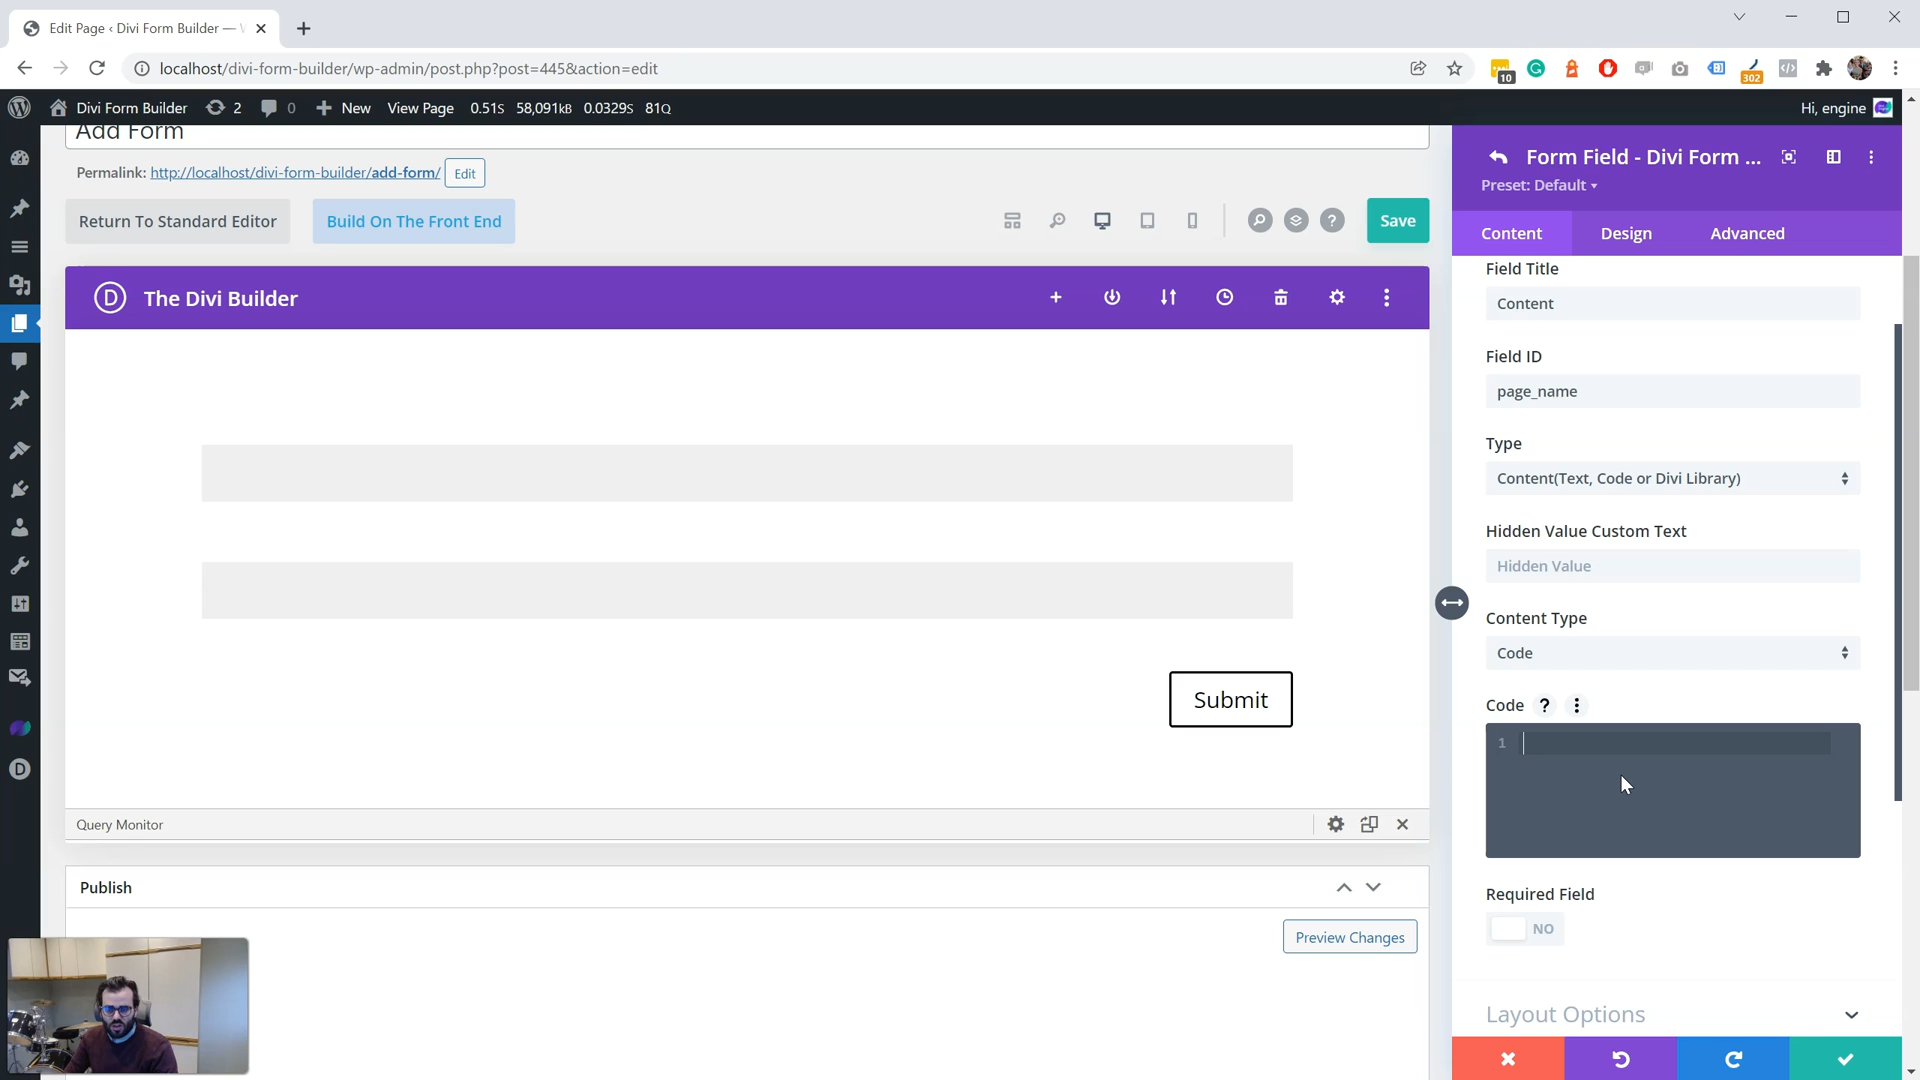 Edit Page ‹ Divi Form Builder —
localhost/divi-form-builder/wp-admin/post.php?post=445&action=edit
10
302
Divi Form Builder
2
0
New
View Page
0.51s
58,091kB
0.0329s
81Q
Hi, engine
Add Form
Permalink: http://localhost/divi-form-builder/add-form/
Edit
Return To Standard Editor
Build On The Front End
?
Save
D
The Divi Builder
Submit
Query Monitor
Publish
Preview Changes
D
Form Field - Divi Form ...
Preset: Default
Content
Design
Advanced
Field Title
Content
Field ID
page_name
Type
Content(Text, Code or Divi Library)
Hidden Value Custom Text
Hidden Value
Content Type
Code
Code ?
1
Required Field
NO
Layout Options